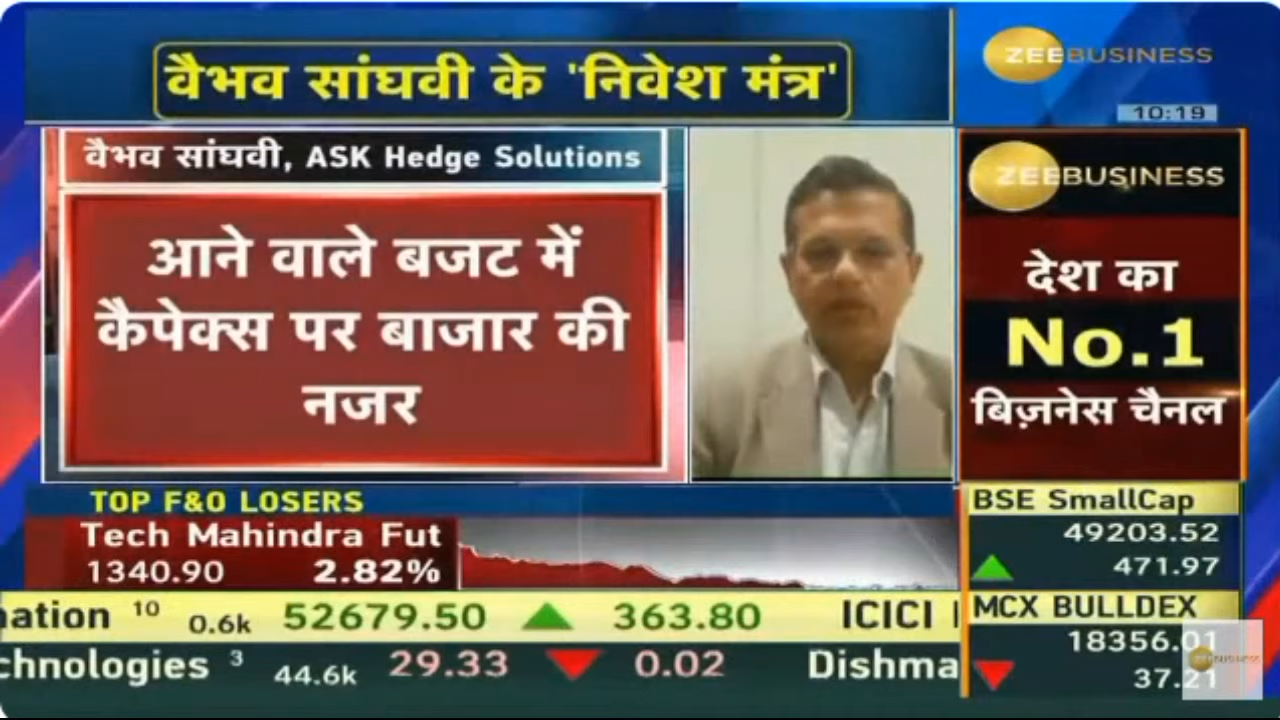 वैभव सांघवी के 'निवेश मंत्र'
ZEEBUSINESS
10:19
वैभव सांघवी, ASK Hedge Solutions
आने वाले बजट में
कैपेक्स पर बाजार की
नजर
ZEEBUSINESS
देश का
No.1
बिज़नेस चैनल
TOP F&O LOSERS
Tech Mahindra Fut
1340.90 2.82%
BSE SmallCap
49203.52
471.97
MCX BULLDEX
18356.01
37.21
ation 10 0.6k 52679.50 363.80 ICICI
chnologies 3 44.6k 29.33 0.02 Dishma
ZEEBUSINESS